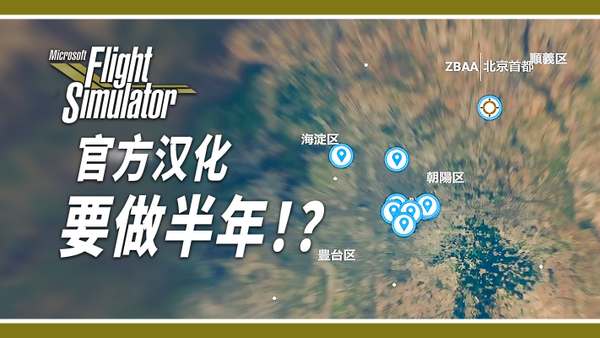 Microsoft
Flight
Simulator
官方汉化
要做半年!?
ZBAA 北京首都
順義区
海淀区
朝陽区
豊台区